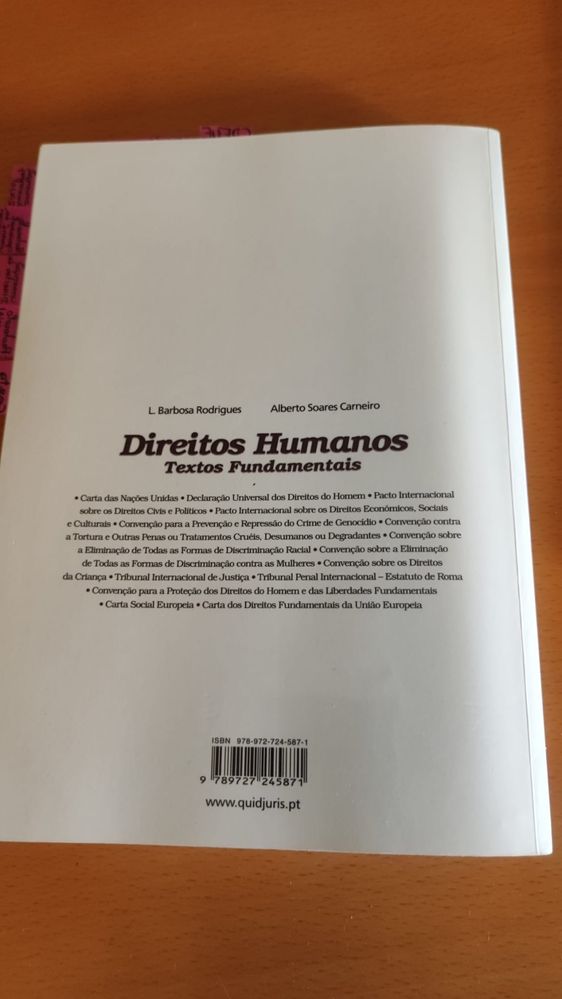 L. Barbosa Rodrigues Alberto Soares Carneiro
Direitos Humanos
Textos Fundamentais
• Carta das Nações Unidas • Declaração Universal dos Direitos do Homem • Pacto Internacional
sobre os Direitos Civis e Políticos • Pacto Internacional sobre os Direitos Económicos, Sociais
e Culturais • Convenção para a Prevenção e Repressão do Crime de Genocídio • Convenção contra
a Tortura e Outras Penas ou Tratamentos Cruéis, Desumanos ou Degradantes • Convenção sobre
a Eliminação de Todas as Formas de Discriminação Racial • Convenção sobre a Eliminação
de Todas as Formas de Discriminação contra as Mulheres • Convenção sobre os Direitos
da Criança • Tribunal Internacional de Justiça • Tribunal Penal Internacional – Estatuto de Roma
• Convenção para a Proteção dos Direitos do Homem e das Liberdades Fundamentais
• Carta Social Europeia • Carta dos Direitos Fundamentais da União Europeia
ISBN 978-972-724-587-1
9 789727 245871
www.quidjuris.pt